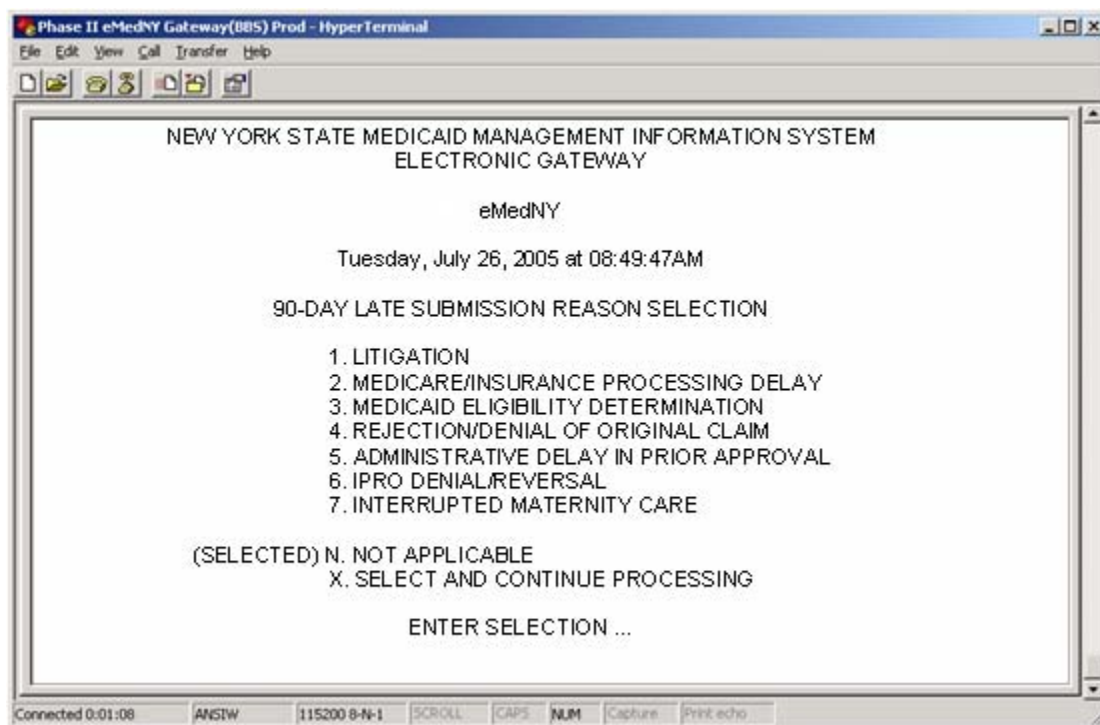 Phase II eMedNY Gateway(BBS) Prod - HyperTerminal
File Edit View Call Transfer Help
NEW YORK STATE MEDICAID MANAGEMENT INFORMATION SYSTEM
ELECTRONIC GATEWAY
eMedNY
Tuesday, July 26, 2005 at 08:49:47AM
90-DAY LATE SUBMISSION REASON SELECTION
1. LITIGATION
2. MEDICARE/INSURANCE PROCESSING DELAY
3. MEDICAID ELIGIBILITY DETERMINATION
4. REJECTION/DENIAL OF ORIGINAL CLAIM
5. ADMINISTRATIVE DELAY IN PRIOR APPROVAL
6. IPRO DENIAL/REVERSAL
7. INTERRUPTED MATERNITY CARE
(SELECTED) N. NOT APPLICABLE
X. SELECT AND CONTINUE PROCESSING
ENTER SELECTION ...
Connected 0:01:08 ANSIW 115200 8-N-1 SCROLL CAPS NUM Capture Print echo